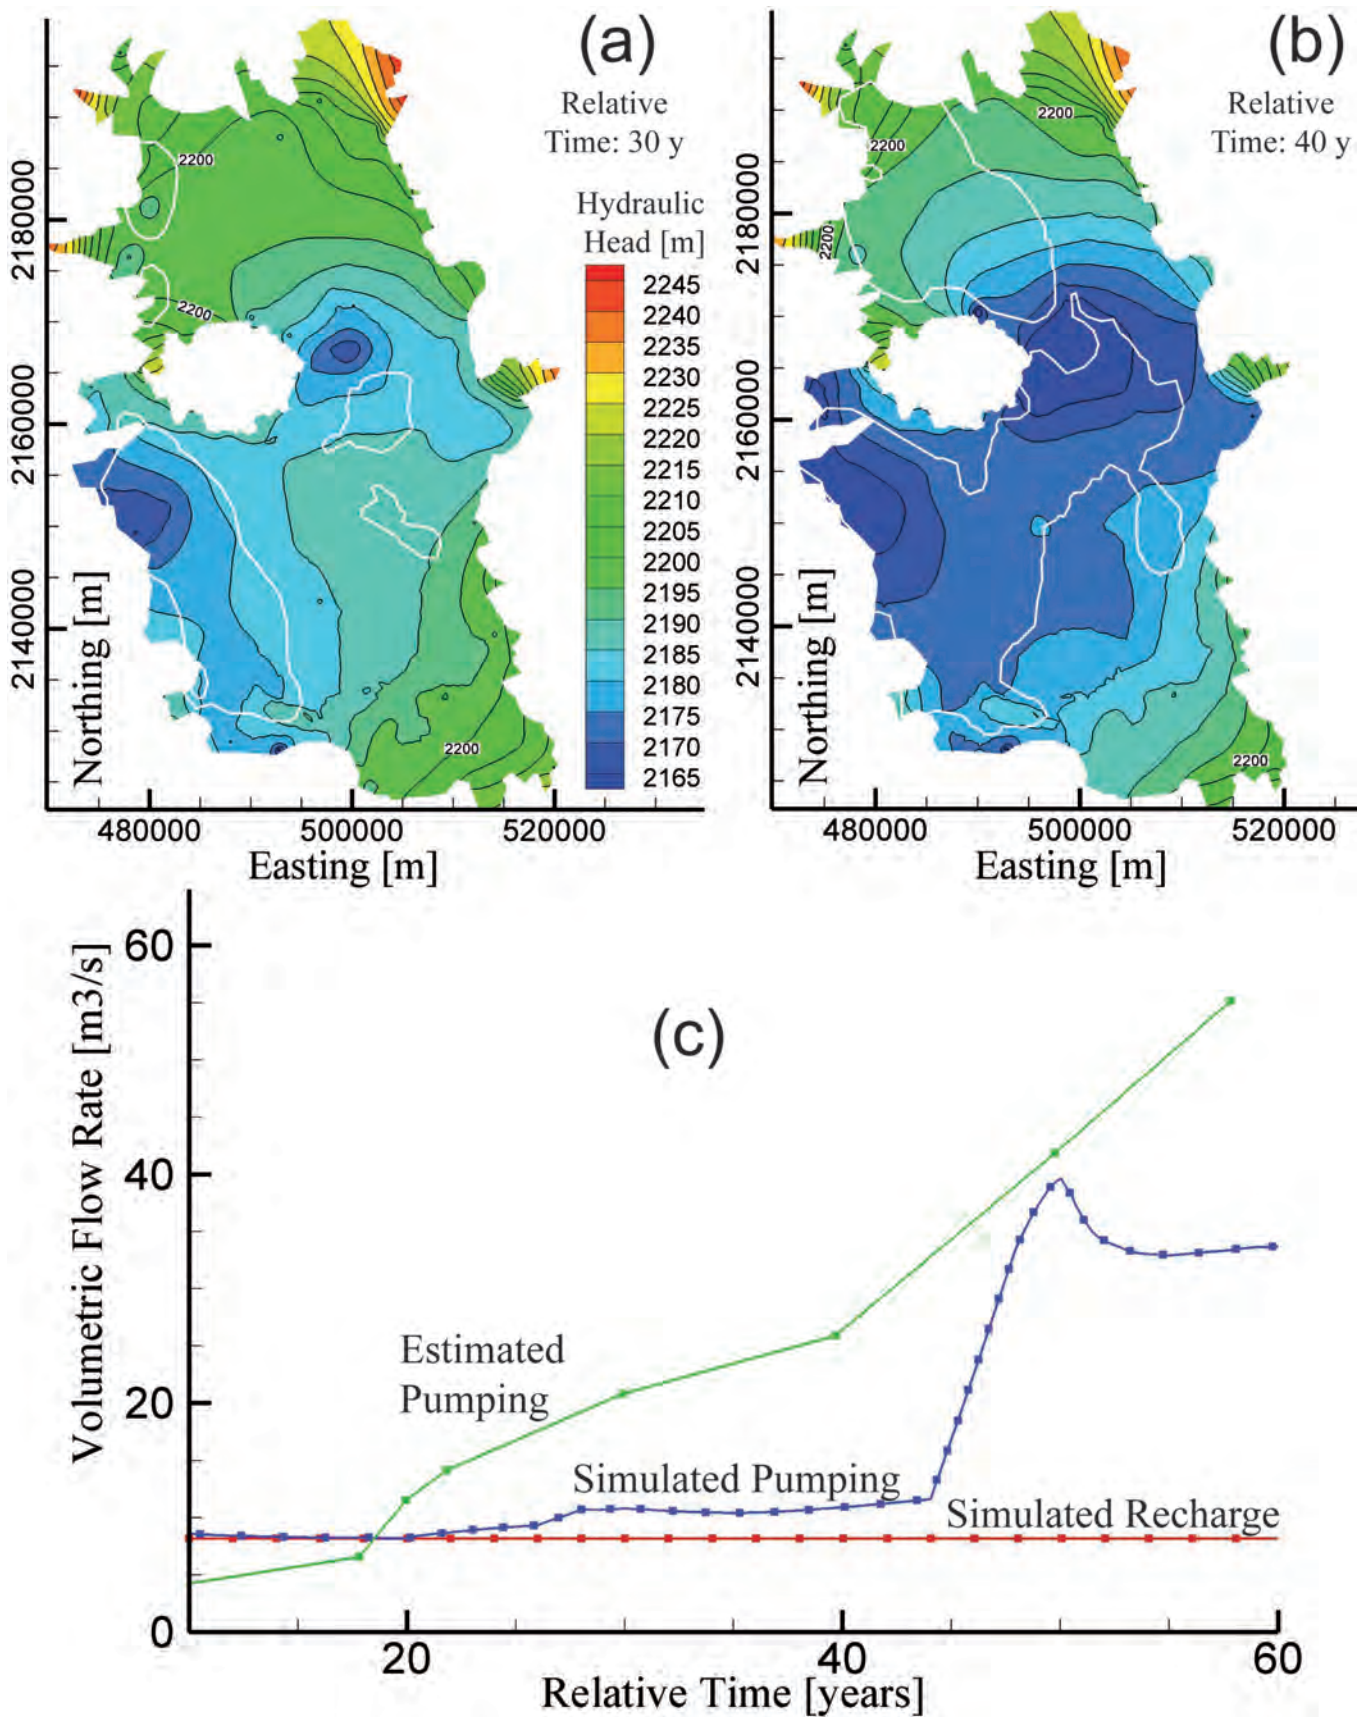 (a)
Relative
Time: 30 y
2200
2200
2200
Hydraulic
Head [m]
2245
2240
2235
2230
2225
2220
2215
2210
2205
2200
2195
2190
2185
2180
2175
2170
2165
2180000
2160000
2140000
Northing [m]
480000
500000
520000
Easting [m]
(b)
Relative
Time: 40 y
2200
2200
2200
2200
2180000
2160000
2140000
Northing [m]
480000
500000
520000
Easting [m]
(c)
Volumetric Flow Rate [m3/s]
60
40
20
0
Estimated
Pumping
Simulated Pumping
Simulated Recharge
20
40
60
Relative Time [years]